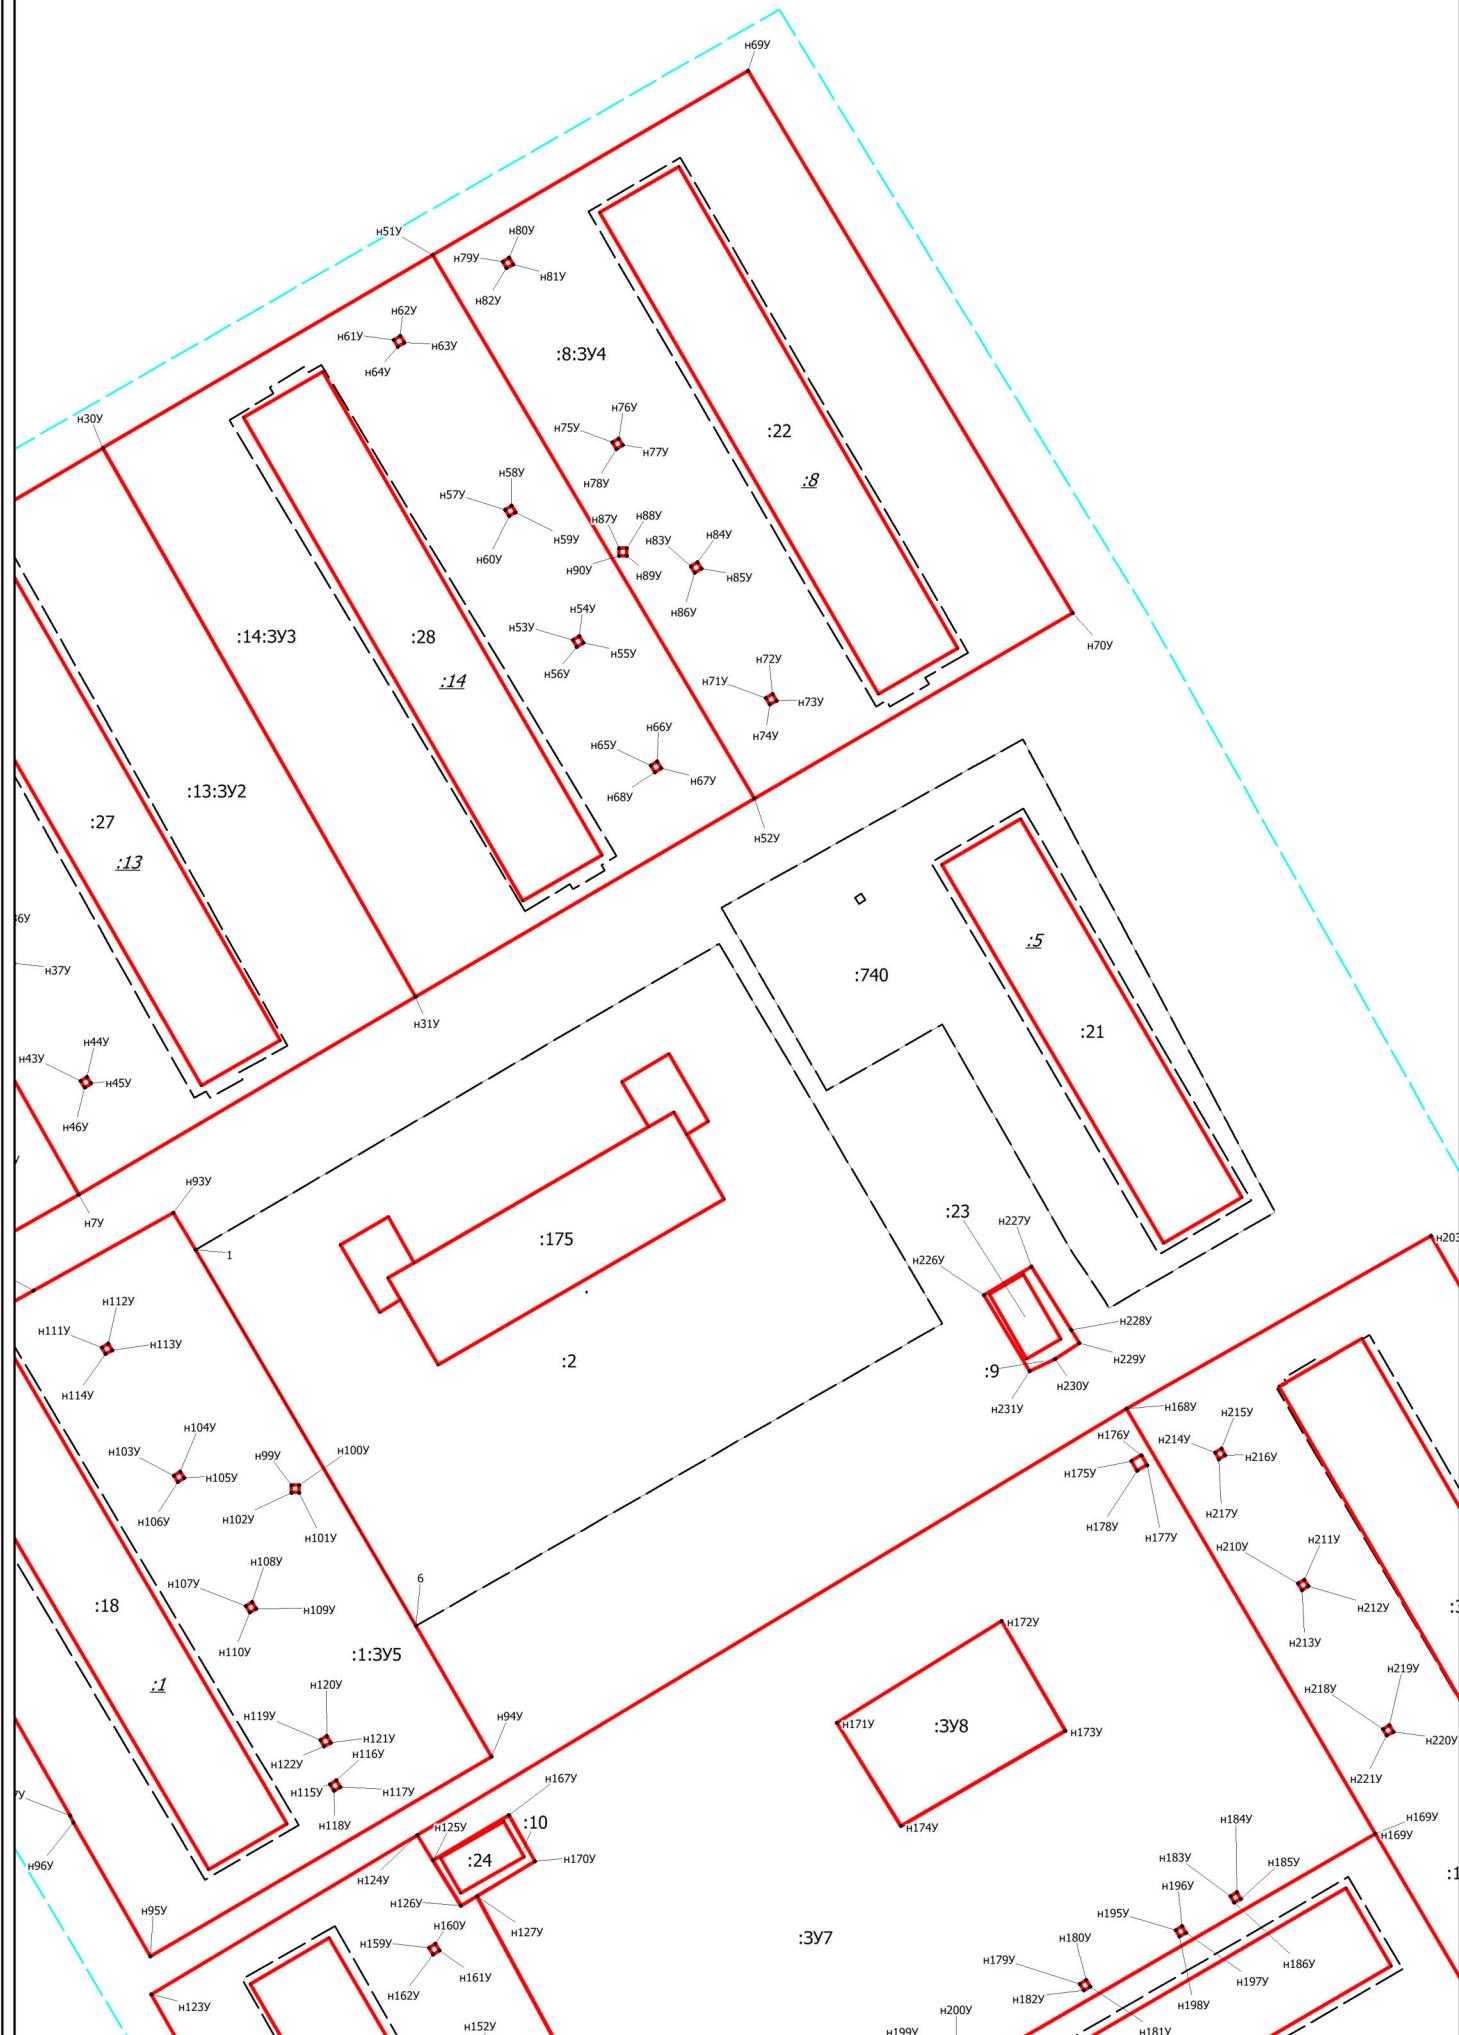 н69У
н51У
н80У
н79У
н81У
н82У
н62У
н61У
н63У
н64У
:8:ЗУ4
н30У
н76У
:22
н75У
н77У
н58У
:8
н78У
н57У
н87У
н88У
н84У
н59У
н83У
н60У
н90У
н89У
н85У
н86У
н54У
н53У
:14:ЗУ3
:28
н55У
н56У
н70У
н72У
:14
н71У
н73У
н66У
н74У
н65У
н67У
:13:ЗУ2
н68У
:27
н52У
:13
:5
н37У
:740
н31У
:21
н44У
н43У
н45У
н46У
н93У
:23
н7У
н227У
:175
1
н226У
н112У
н228У
н111У
н113У
:2
н229У
:9
н230У
н114У
н231У
н168У
н215У
н104У
н176У
н214У
н100У
н103У
н99У
н216У
н105У
н175У
н106У
н102У
н217У
н178У
н101У
н177У
н211У
н210У
н108У
6
н107У
:18
н109У
н212У
н172У
н213У
н110У
:1:ЗУ5
н219У
:1
н120У
н218У
н119У
н94У
н171У
:ЗУ8
н173У
н121У
н220У
н116У
н122У
н115У
н117У
н221У
н167У
н118У
н184У
:10
н174У
н125У
н169У
н169У
:24
н183У
н170У
н185У
н96У
н124У
н196У
н126У
н195У
н95У
н160У
н127У
:ЗУ7
н180У
н159У
н186У
н161У
н179У
н197У
н162У
н182У
н123У
н198У
н200У
н152У
н199У
н181У